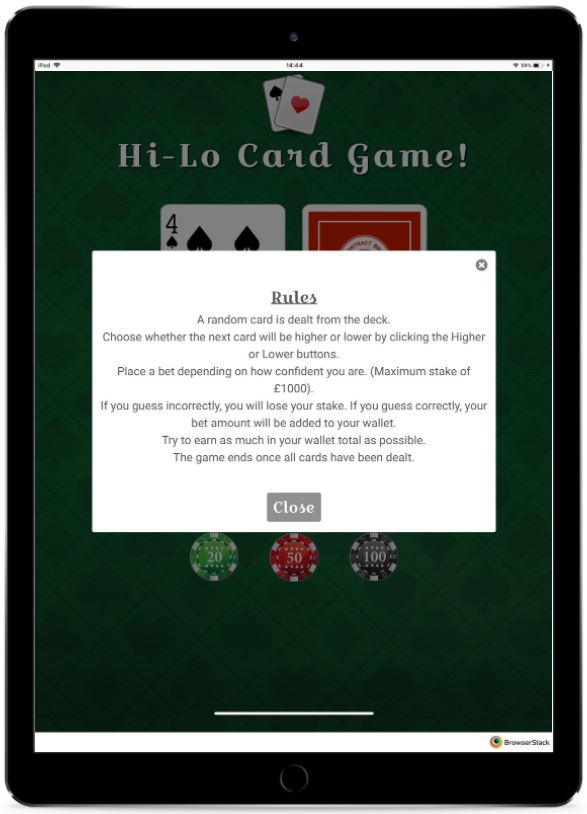 iPad
14:44
89%
Hi-Lo Card Game!
4
Rules
A random card is dealt from the deck.
Choose whether the next card will be higher or lower by clicking the Higher
or Lower buttons.
Place a bet depending on how confident you are. (Maximum stake of
£1000).
If you guess incorrectly, you will lose your stake. If you guess correctly, your
bet amount will be added to your wallet.
Try to earn as much in your wallet total as possible.
The game ends once all cards have been dealt.
Close
20
50
100
BrowserStack